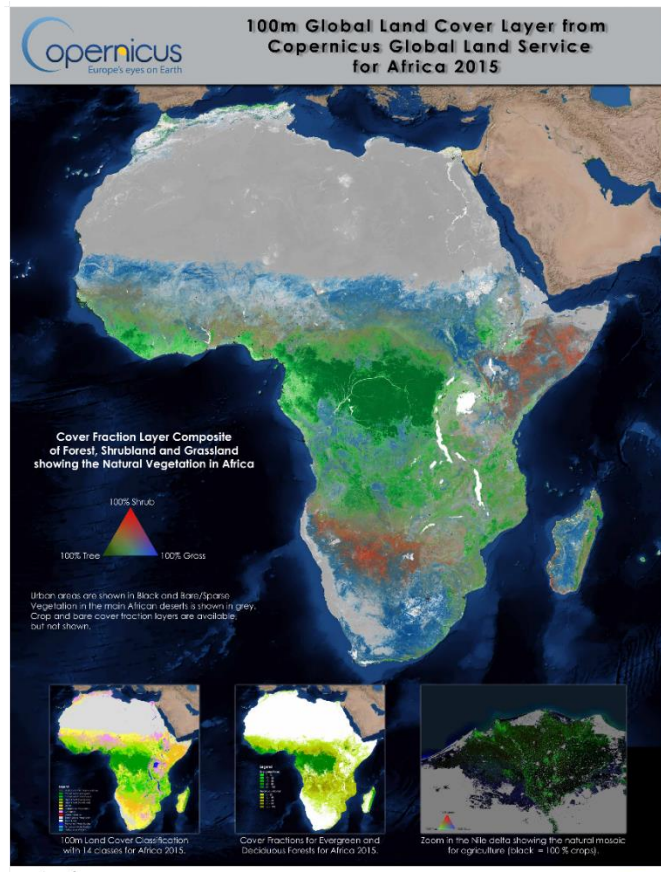 opernicus
Europe's eyes on Earth
100m Global Land Cover Layer from
Copernicus Global Land Service
for Africa 2015
Cover Fraction Layer Composite
of Forest, Shrubland and Grassland
showing the Natural Vegetation in Africa
100% Shrub
100% Tree
100% Grass
Urban areas are shown in Black and Bare/Sparse
Vegetation in the main African deserts is shown in grey.
Crop and bare cover fraction layers are available,
but not shown.
100m Land Cover Classification
with 14 classes for Africa 2015.
Cover Fractions for Evergreen and
Deciduous Forests for Africa 2015.
Zoom in the Nile delta showing the natural mosaic
for agriculture (black = 100 % crops).